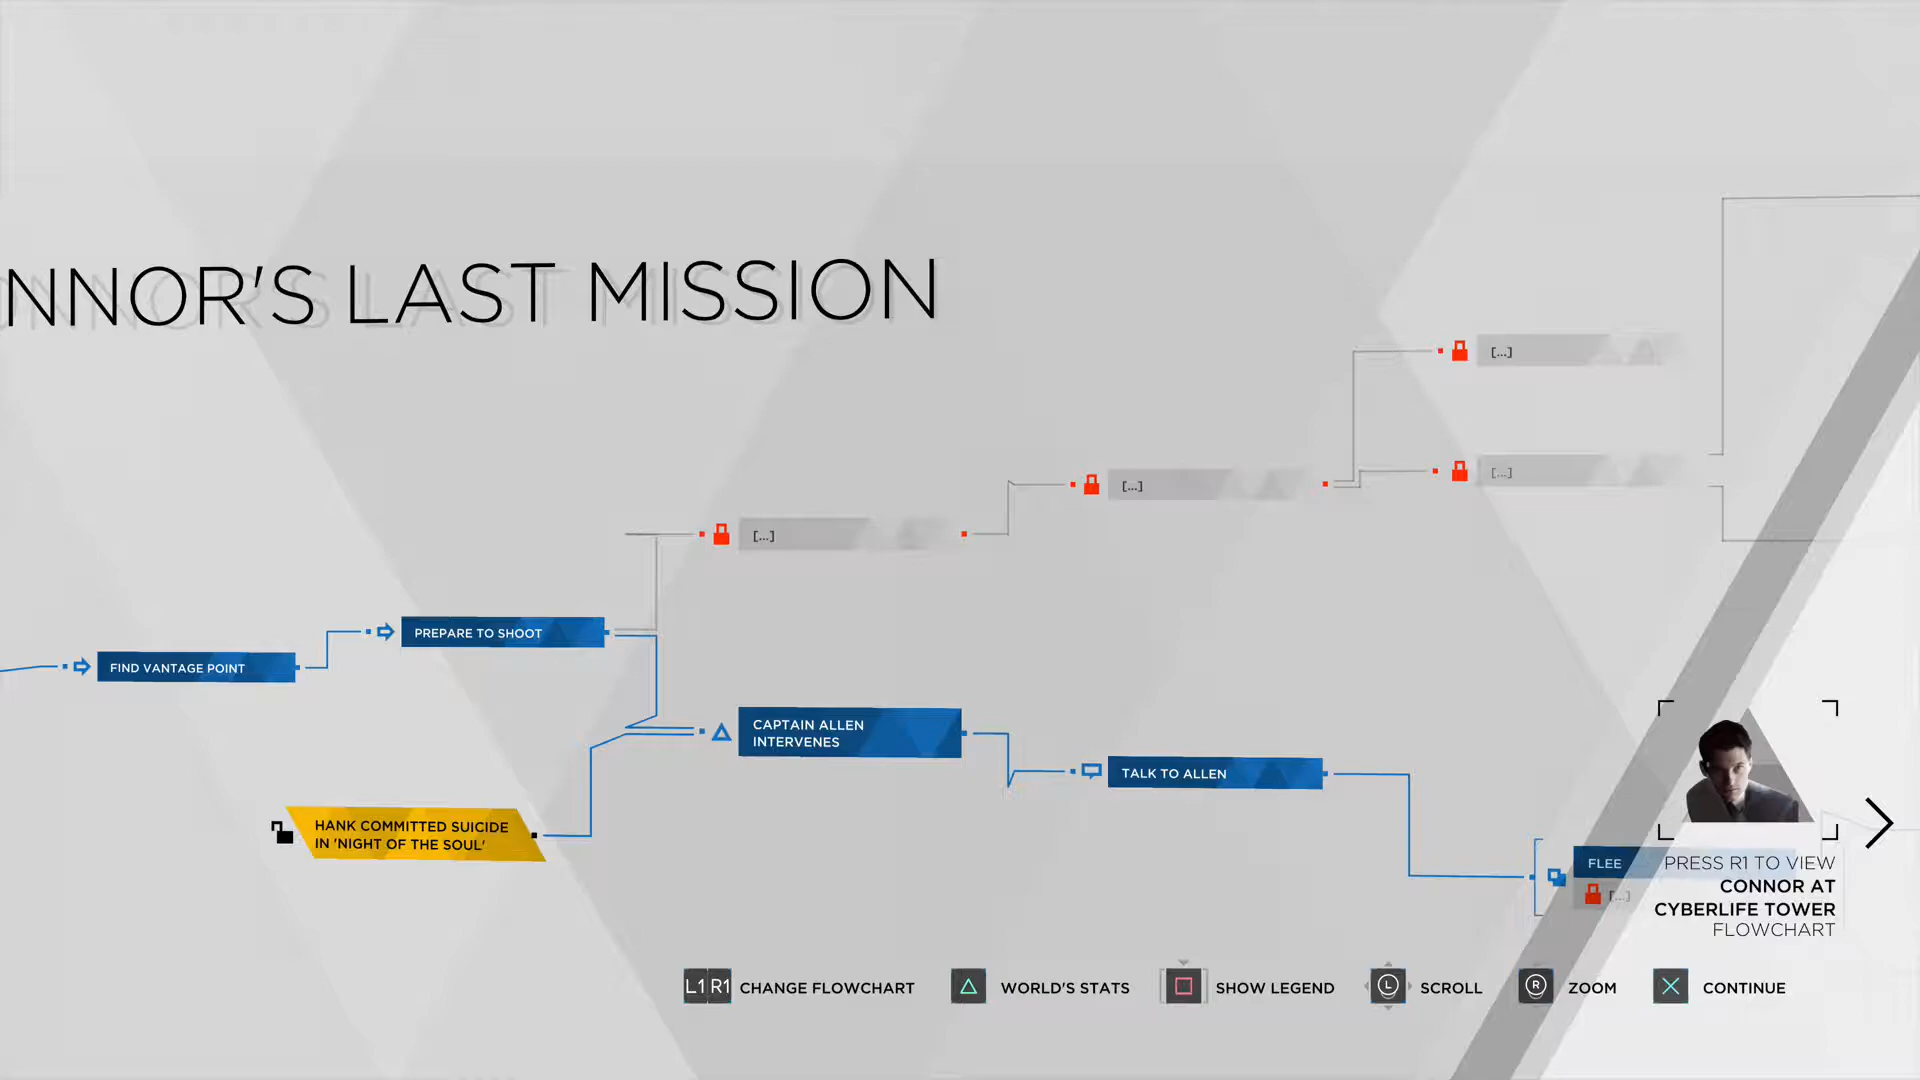 NNOR'S LAST MISSION
[...]
[...]
[...]
[...]
PREPARE TO SHOOT
FIND VANTAGE POINT
CAPTAIN ALLEN
INTERVENES
TALK TO ALLEN
HANK COMMITTED SUICIDE
IN 'NIGHT OF THE SOUL'
FLEE
[...]
PRESS R1 TO VIEW
CONNOR AT
CYBERLIFE TOWER
FLOWCHART
L1 R1 CHANGE FLOWCHART
WORLD'S STATS
SHOW LEGEND
L SCROLL
R ZOOM
CONTINUE